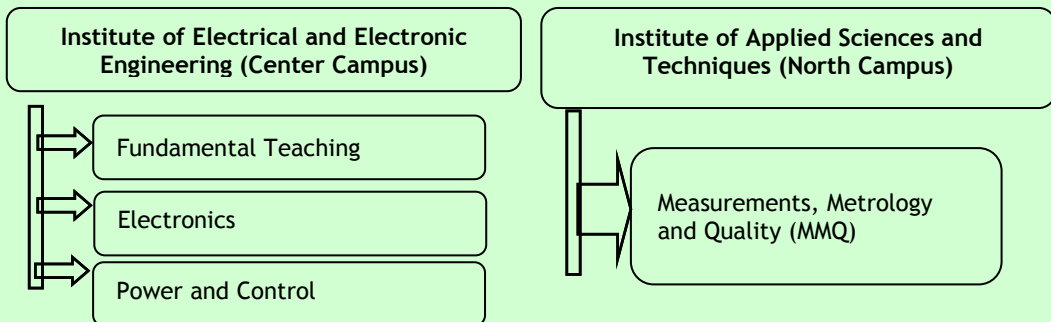 Institute of Electrical and Electronic
Engineering (Center Campus)
Fundamental Teaching
Electronics
Power and Control
Institute of Applied Sciences and
Techniques (North Campus)
Measurements, Metrology
and Quality (MMQ)